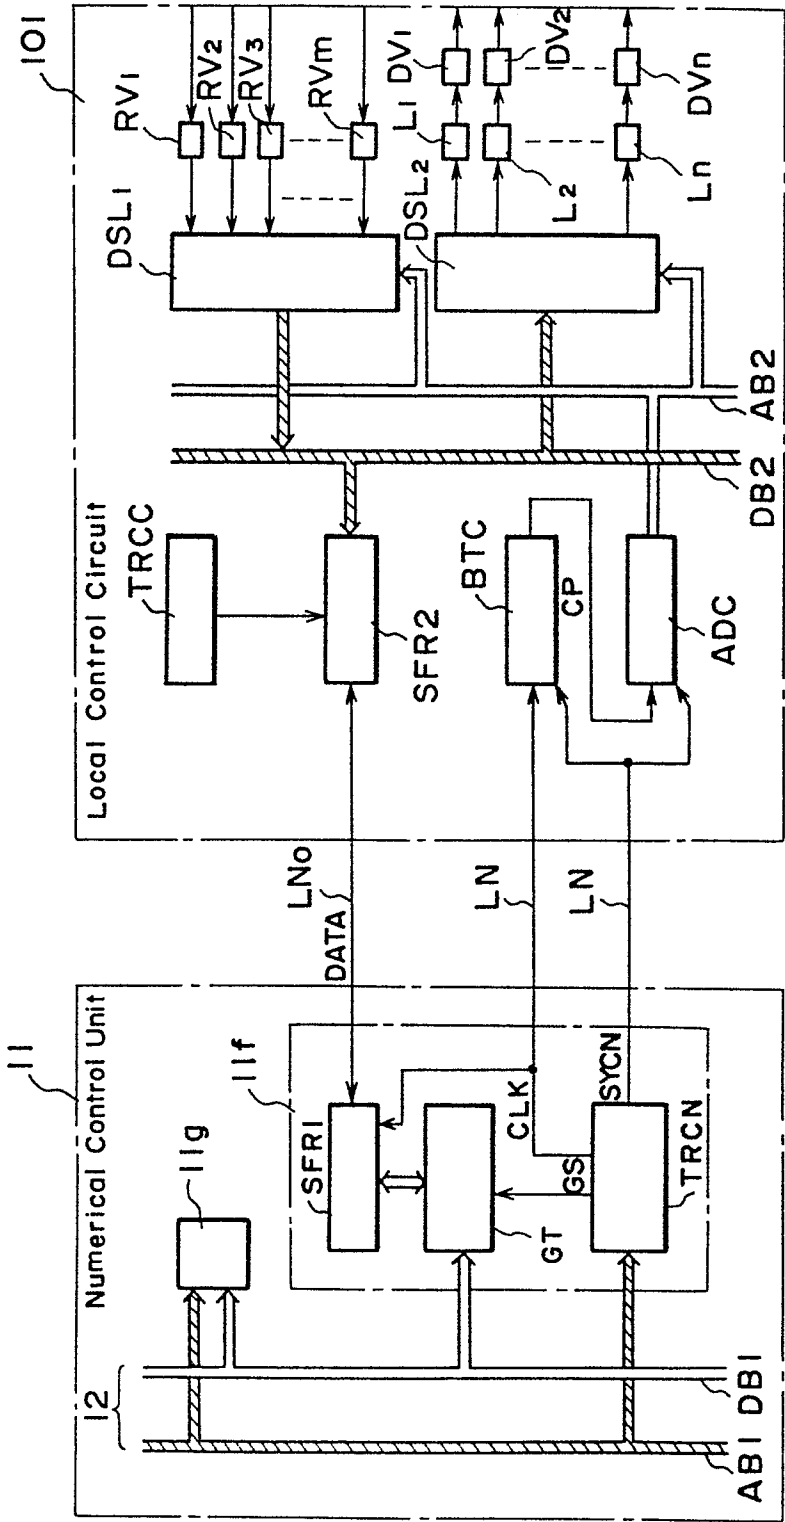 11
Numerical Control Unit
12
11g
11f
SFR1
GT
GS
CLK
SYCN
TRCN
AB1
DB1
LNo
DATA
LN
LN
101
Local Control Circuit
TRCC
SFR2
BTC
CP
ADC
DB2
AB2
DSL1
RV1
RV2
RV3
RVm
DSL2
L1
L2
Ln
DV1
DV2
DVn